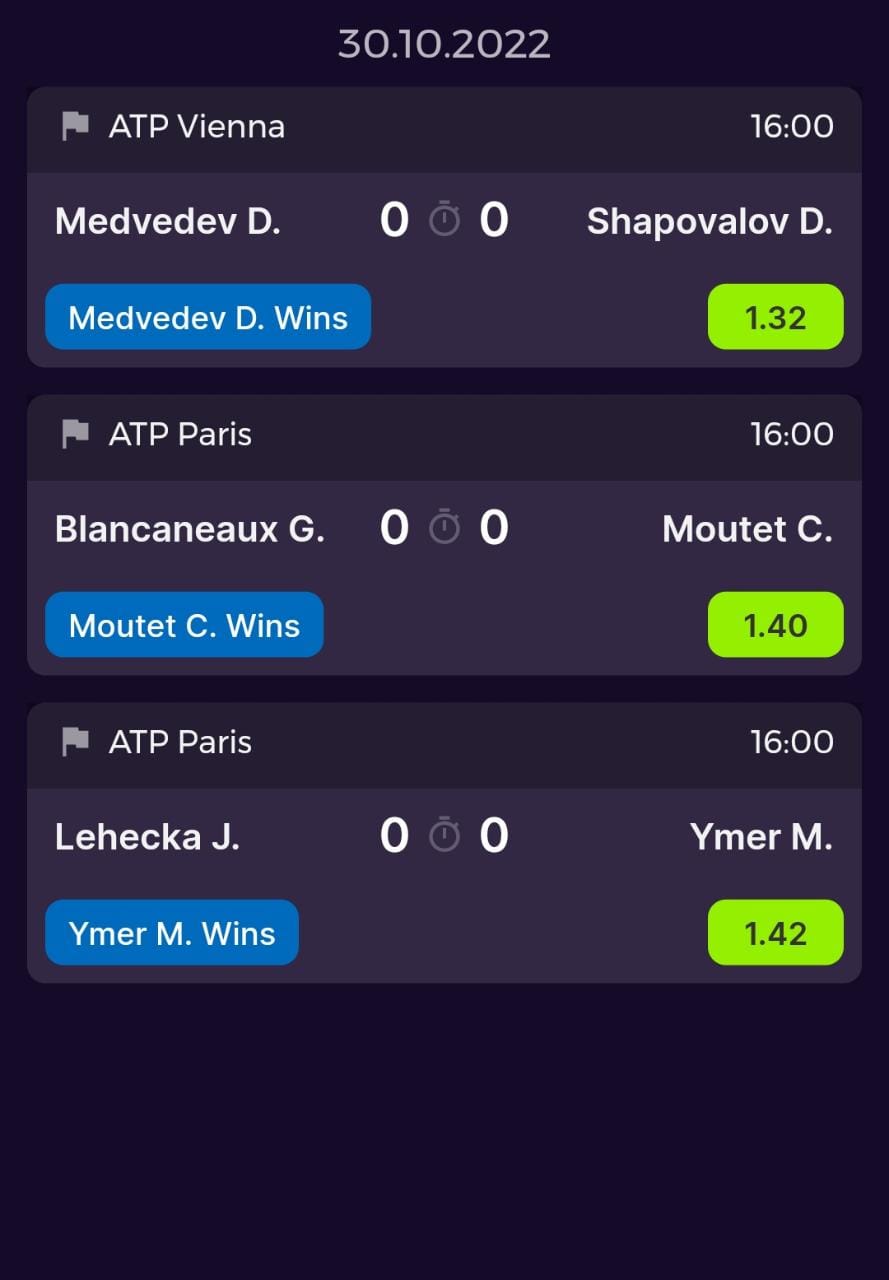 30.10.2022
ATP Vienna 16:00
Medvedev D. 0 0 Shapovalov D.
Medvedev D. Wins 1.32
ATP Paris 16:00
Blancaneaux G. 0 0 Moutet C.
Moutet C. Wins 1.40
ATP Paris 16:00
Lehecka J. 0 0 Ymer M.
Ymer M. Wins 1.42